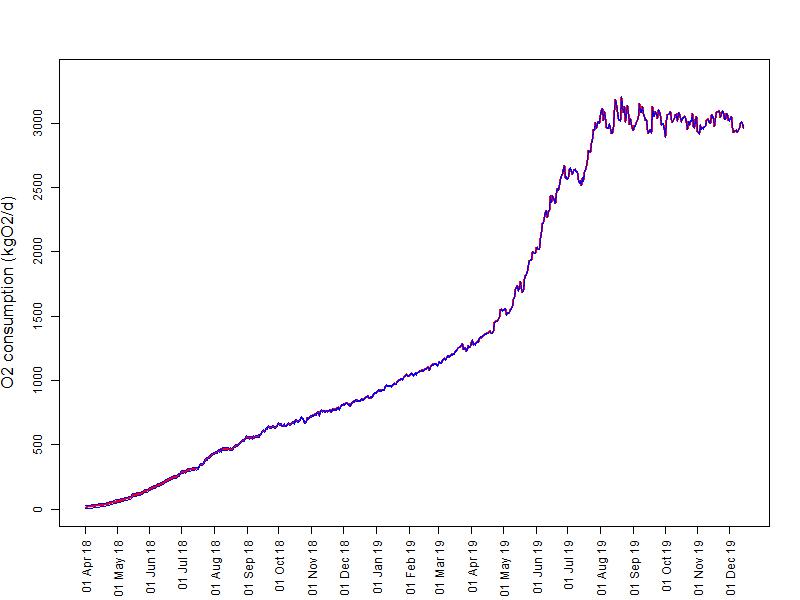 O2 consumption (kgO2/d)
3000
2500
2000
1500
1000
500
0
01 Apr 18
01 May 18
01 Jun 18
01 Jul 18
01 Aug 18
01 Sep 18
01 Oct 18
01 Nov 18
01 Dec 18
01 Jan 19
01 Feb 19
01 Mar 19
01 Apr 19
01 May 19
01 Jun 19
01 Jul 19
01 Aug 19
01 Sep 19
01 Oct 19
01 Nov 19
01 Dec 19